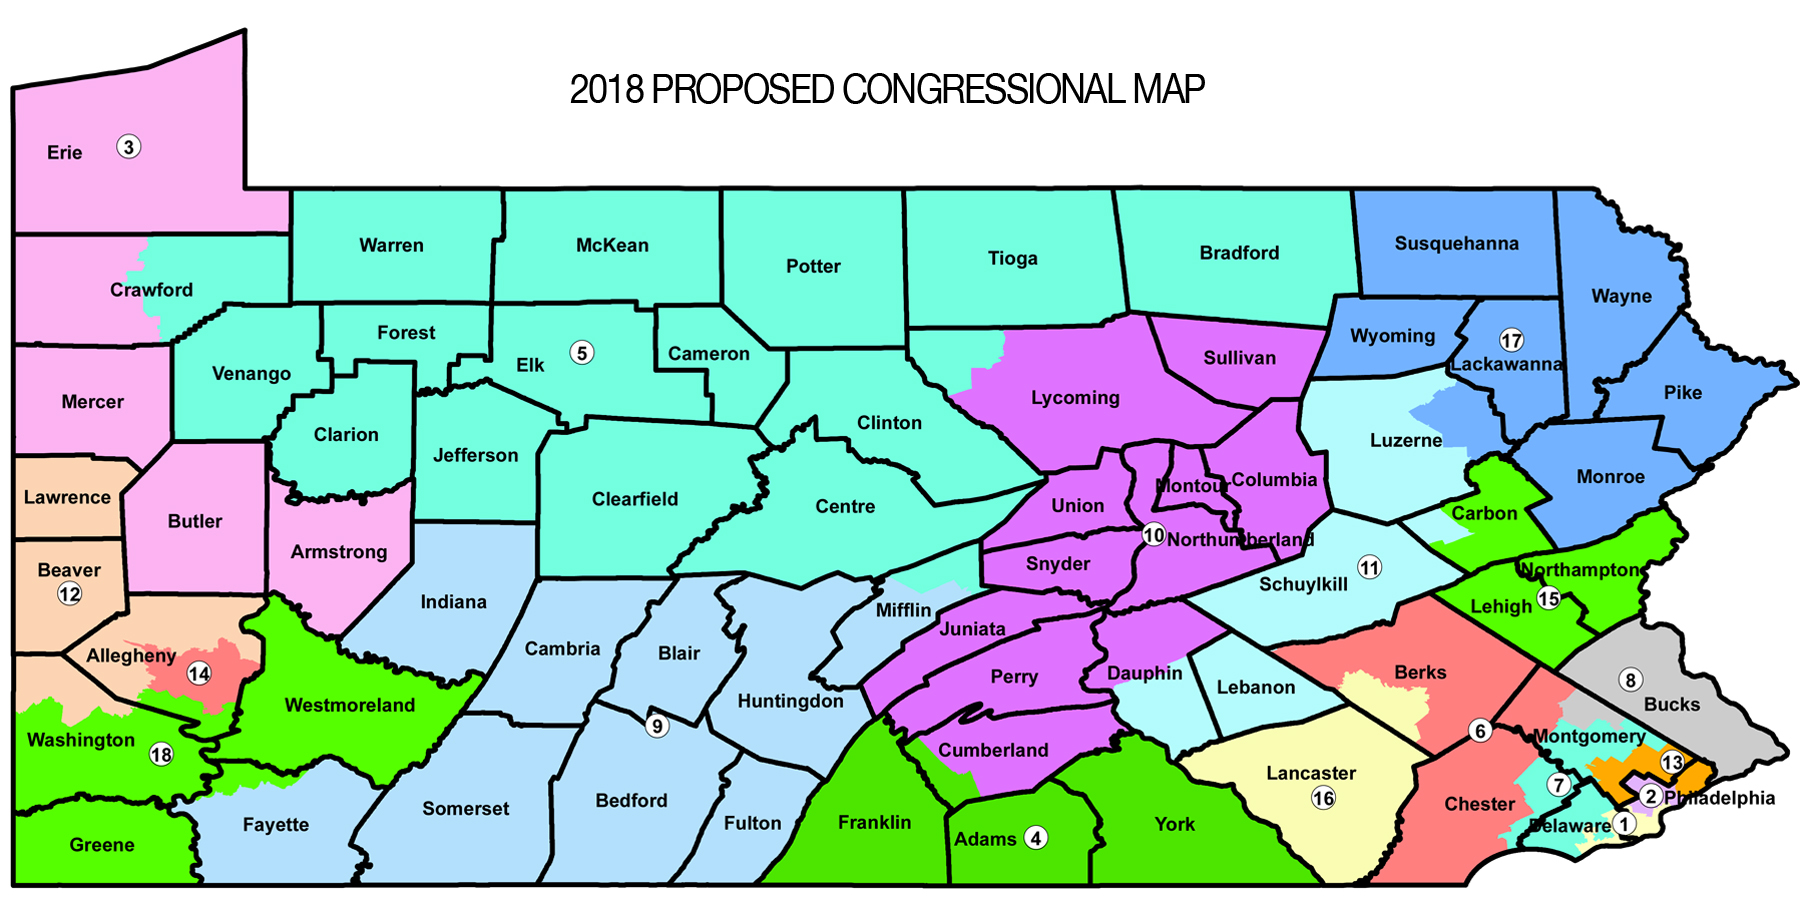 2018 PROPOSED CONGRESSIONAL MAP
Erie 3
Warren
McKean
Potter
Tioga
Bradford
Susquehanna
Wayne
Crawford
Forest
Elk 5
Cameron
Sullivan
Wyoming
17
Lackawanna
Pike
Venango
Mercer
Clarion
Jefferson
Clinton
Lycoming
Luzerne
Monroe
Lawrence
Butler
Clearfield
Centre
Union
Montour
Columbia
Carbon
Armstrong
10
Northumberland
Beaver
12
Indiana
Snyder
Schuylkill
11
Northampton
Lehigh
15
Mifflin
Juniata
Allegheny
14
Cambria
Blair
Huntingdon
Perry
Dauphin
Lebanon
Berks
8
Bucks
Westmoreland
9
6
Washington
18
Cumberland
Montgomery
13
Somerset
Bedford
Fulton
Franklin
Adams 4
York
Lancaster
16
Chester
7
2
Philadelphia
Fayette
Greene
Delaware
1